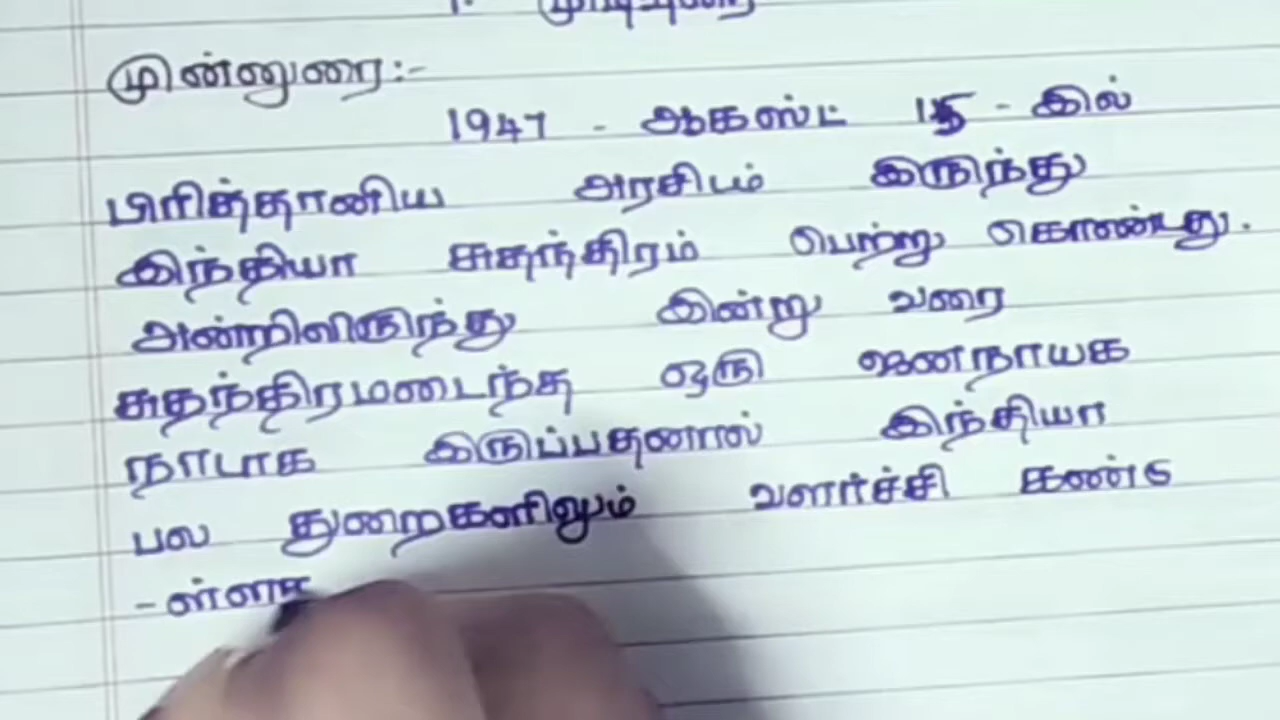 முன்னுரை:-
1947 - ஆகஸ்ட் 15 - இல்
பிரித்தானிய அரசிடம் இருந்து
இந்தியா சுதந்திரம் பெற்று கொண்டது.
அன்றிலிருந்து இன்று வரை
சுதந்திரமடைந்த ஒரு ஜனநாயக
நாடாக இருப்பதனால் இந்தியா
பல துறைகளிலும் வளர்ச்சி கண்டு